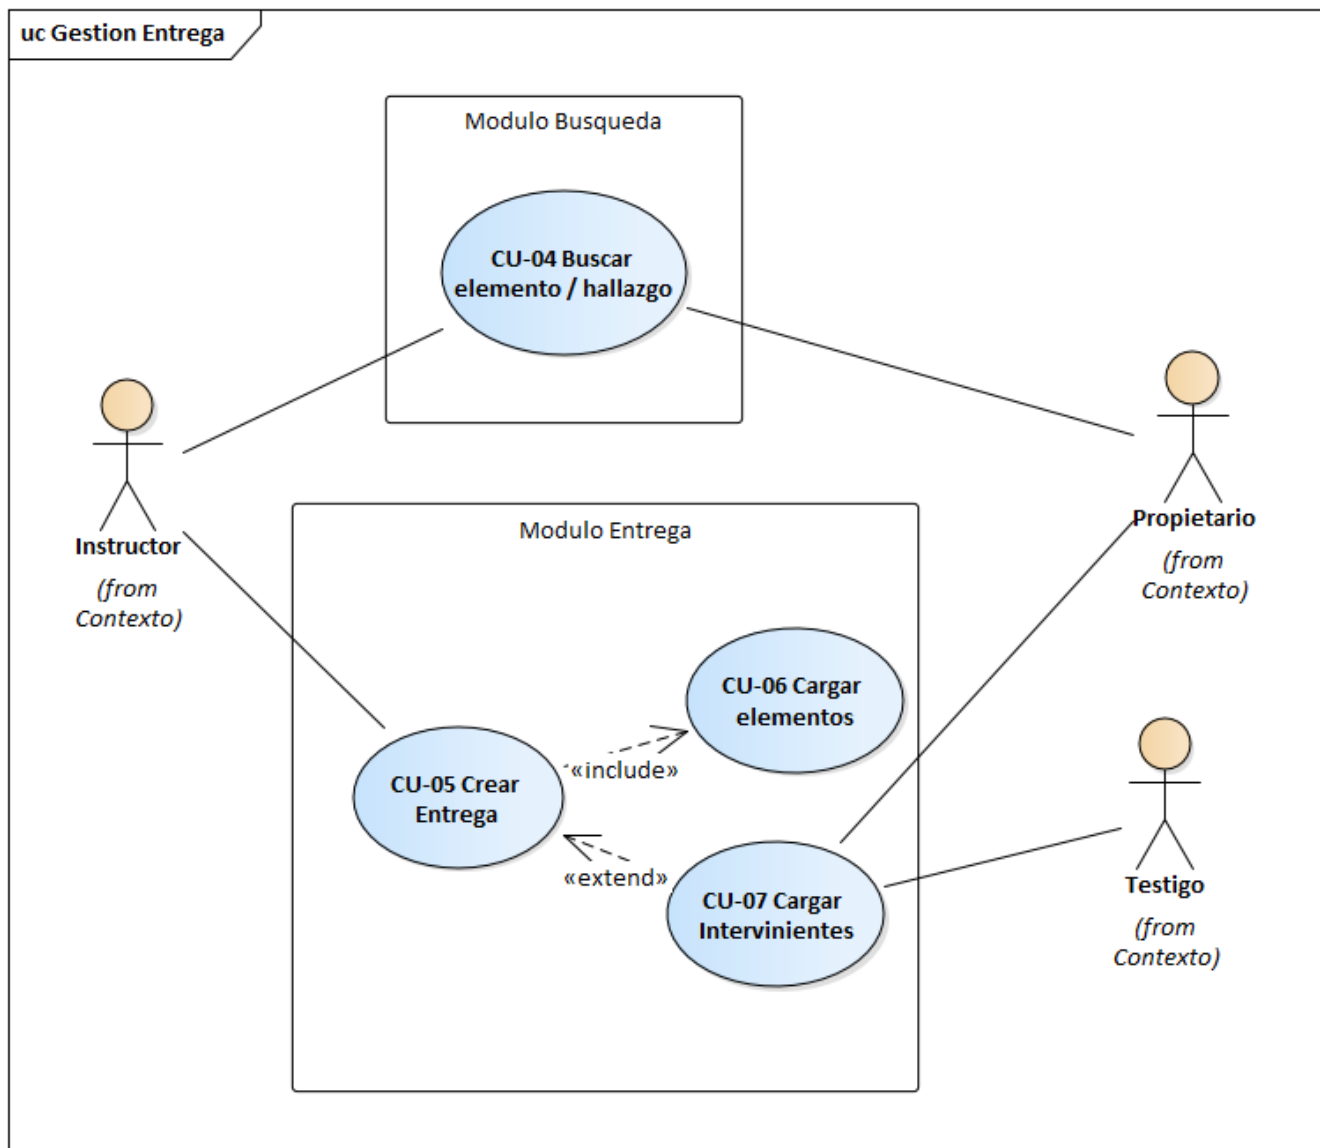 uc Gestion Entrega
Modulo Busqueda
CU-04 Buscar
elemento / hallazgo
Instructor
(from
Contexto)
Propietario
(from
Contexto)
Modulo Entrega
CU-06 Cargar
elementos
«include»
CU-05 Crear
Entrega
«extend»
CU-07 Cargar
Intervinientes
Testigo
(from
Contexto)